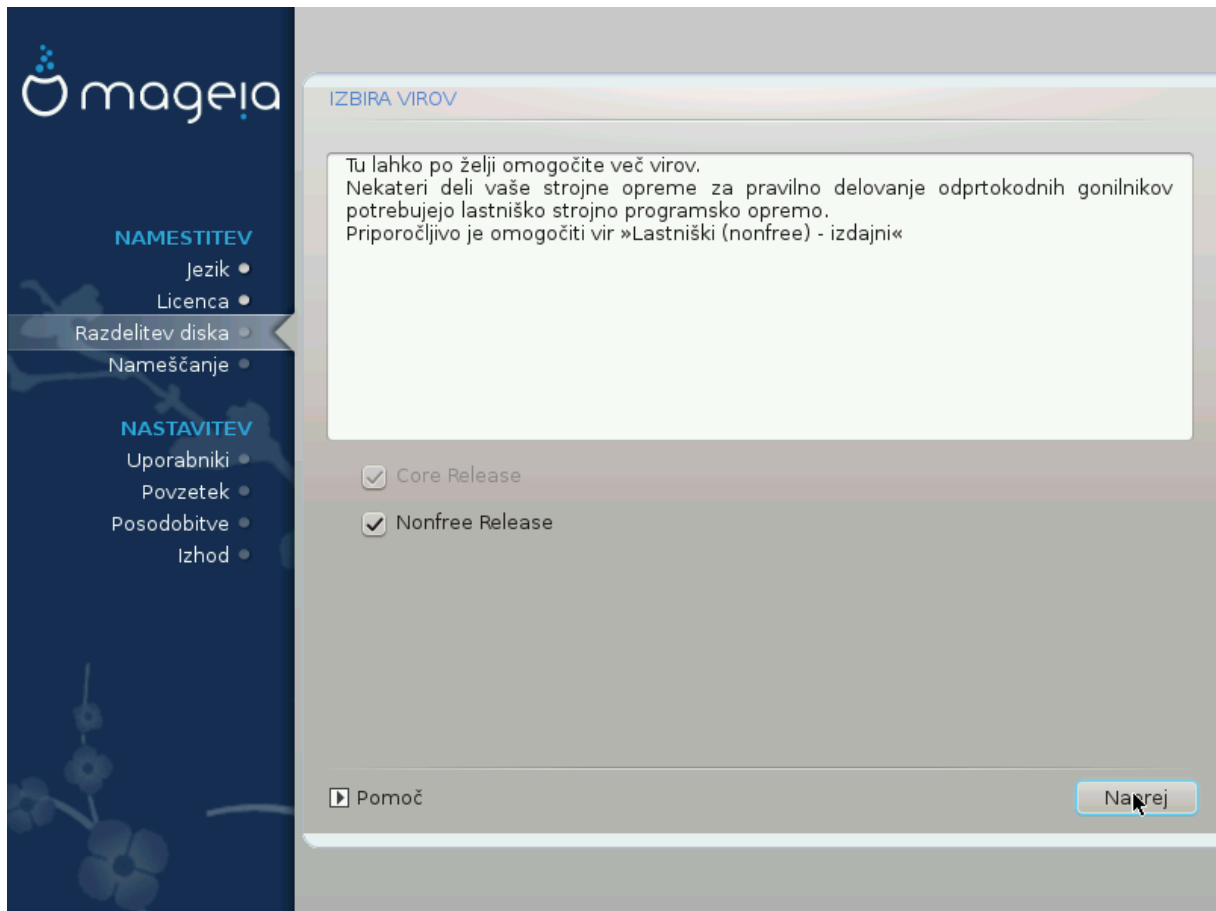 mageia
NAMESTITEV
Jezik
Licenca
Razdelitev diska
Nameščanje
NASTAVITEV
Uporabniki
Povzetek
Posodobitve
Izhod
IZBIRA VIROV
Tu lahko po želji omogočite več virov.
Nekateri deli vaše strojne opreme za pravilno delovanje odprtokodnih gonilnikov
potrebujejo lastniško strojno programsko opremo.
Priporočljivo je omogočiti vir »Lastniški (nonfree) - izdajni«
Core Release
Nonfree Release
Pomoč
Naprej